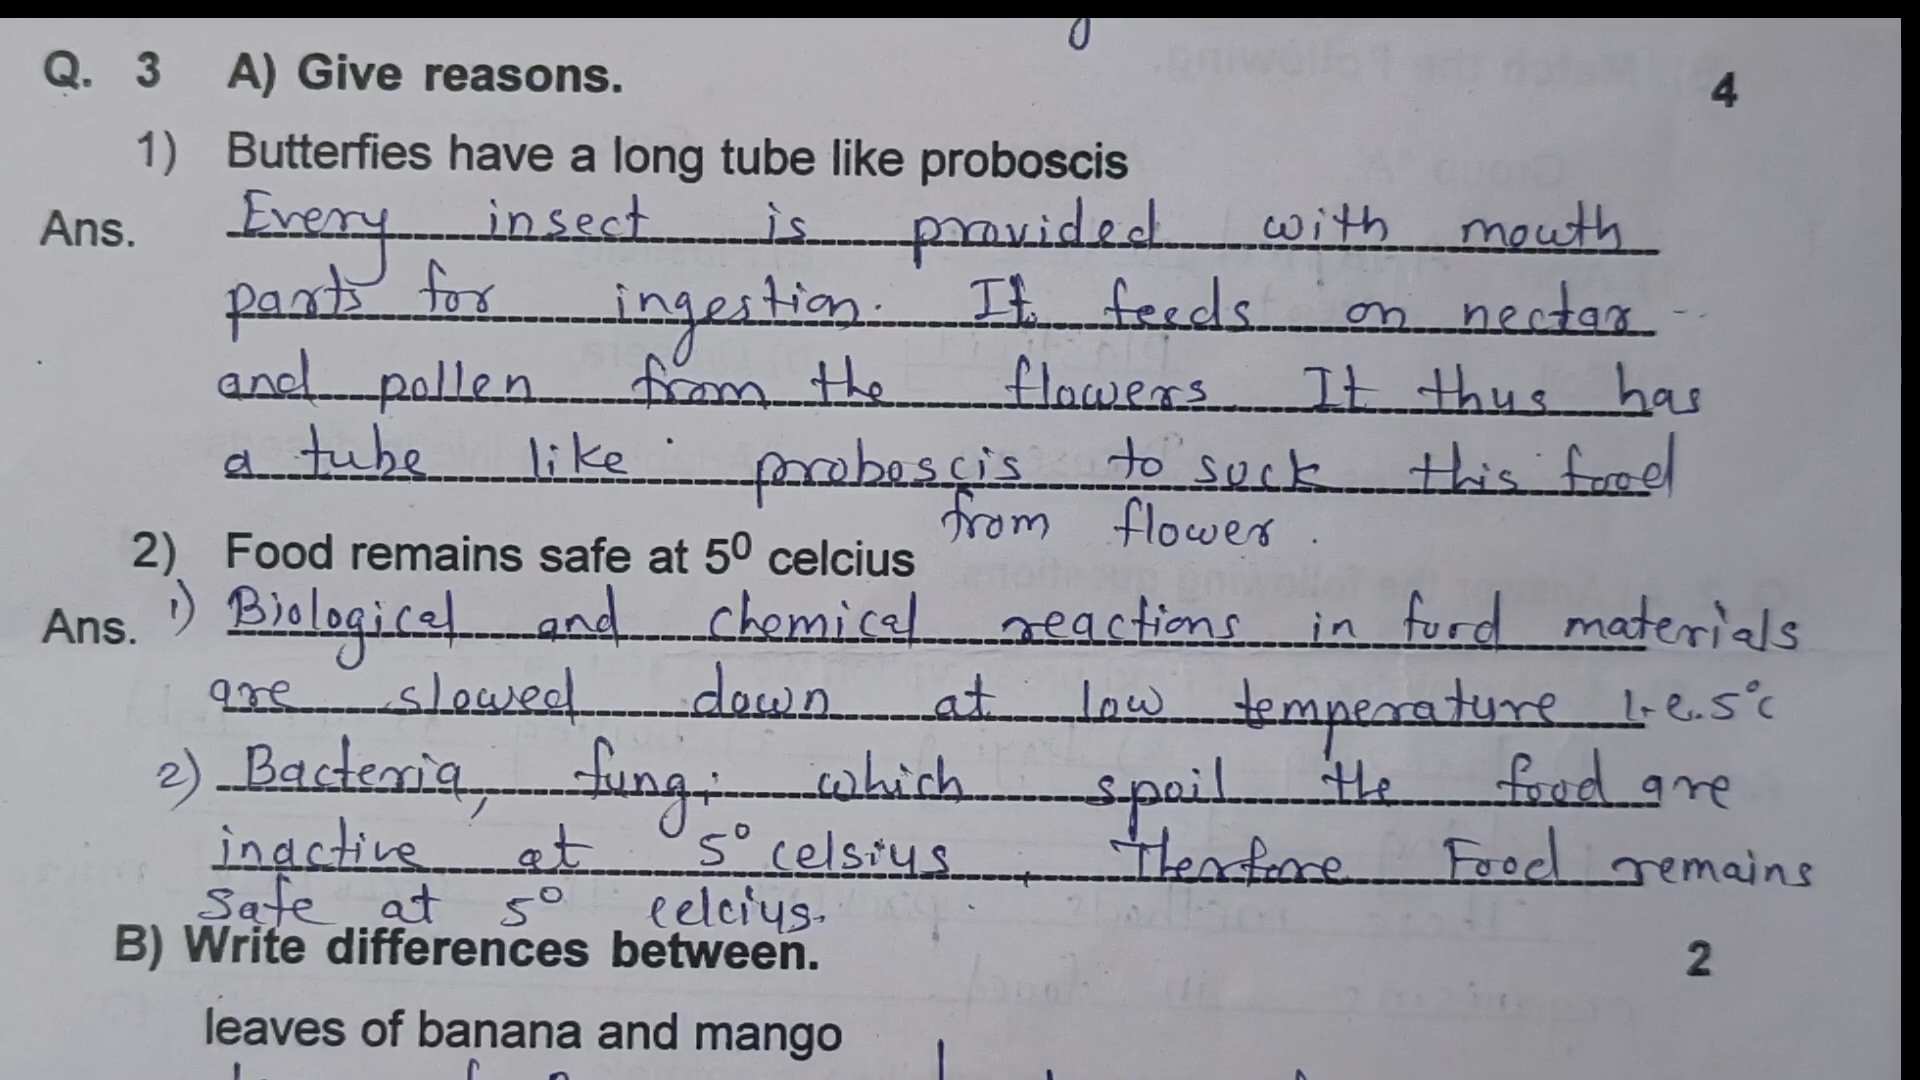 Q. 3 A) Give reasons. 4
1) Butterfies have a long tube like proboscis
Ans. Every insect is provided with mouth
parts for ingestion. It feeds on nectar
and pollen from the flowers It thus has
a tube like proboscis to suck this food
from flower.
2) Food remains safe at 5⁰ celcius
Ans. 1) Biological and chemical reactions in food materials
are slowed down at low temperature i.e. 5°c
2) Bacteria, fungi which spoil the food are
inactive at 5° celsius, Therfore Food remains
safe at 5° celcius.
B) Write differences between. 2
leaves of banana and mango